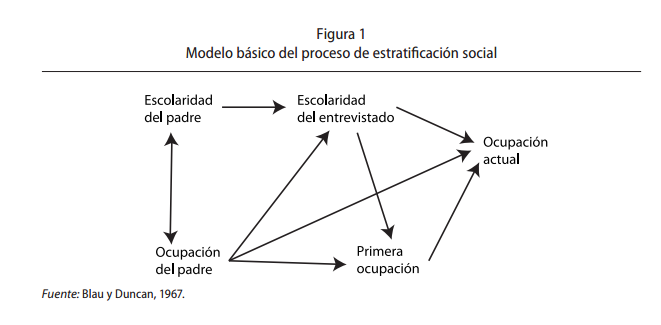 Figura 1
Modelo básico del proceso de estratificación social
Escolaridad
del padre
Escolaridad
del entrevistado
Ocupación
actual
Ocupación
del padre
Primera
ocupación
Fuente: Blau y Duncan, 1967.